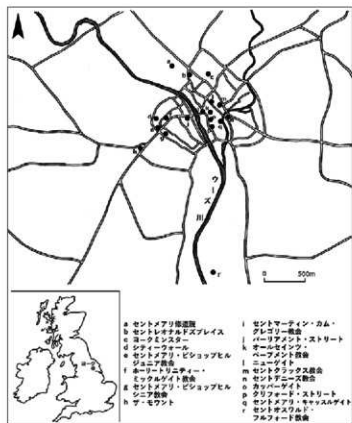 ウーズ川
r
0 500m
a セントメアリ修道院
b セントレオナルドズプレイス
c ヨークミンスター
d シティーウォール
e セントメアリ・ビショップヒル
ジュニア教会
f ホーリートリニティー・
ミックルゲイト教会
g セントメアリ・ビショップヒル
シニア教会
h ザ・マウント
i セントマーティン・カム・
グレゴリー教会
j パーリアメント・ストリート
k オールセインツ・
ペーブメント教会
l ニューゲイト
m セントクラックス教会
n セントデニーズ教会
o カッパーゲイト
p クリフォード・ストリート
q セントメアリ・キャッスルゲイト
r セントオスワルド・
フルフォード教会